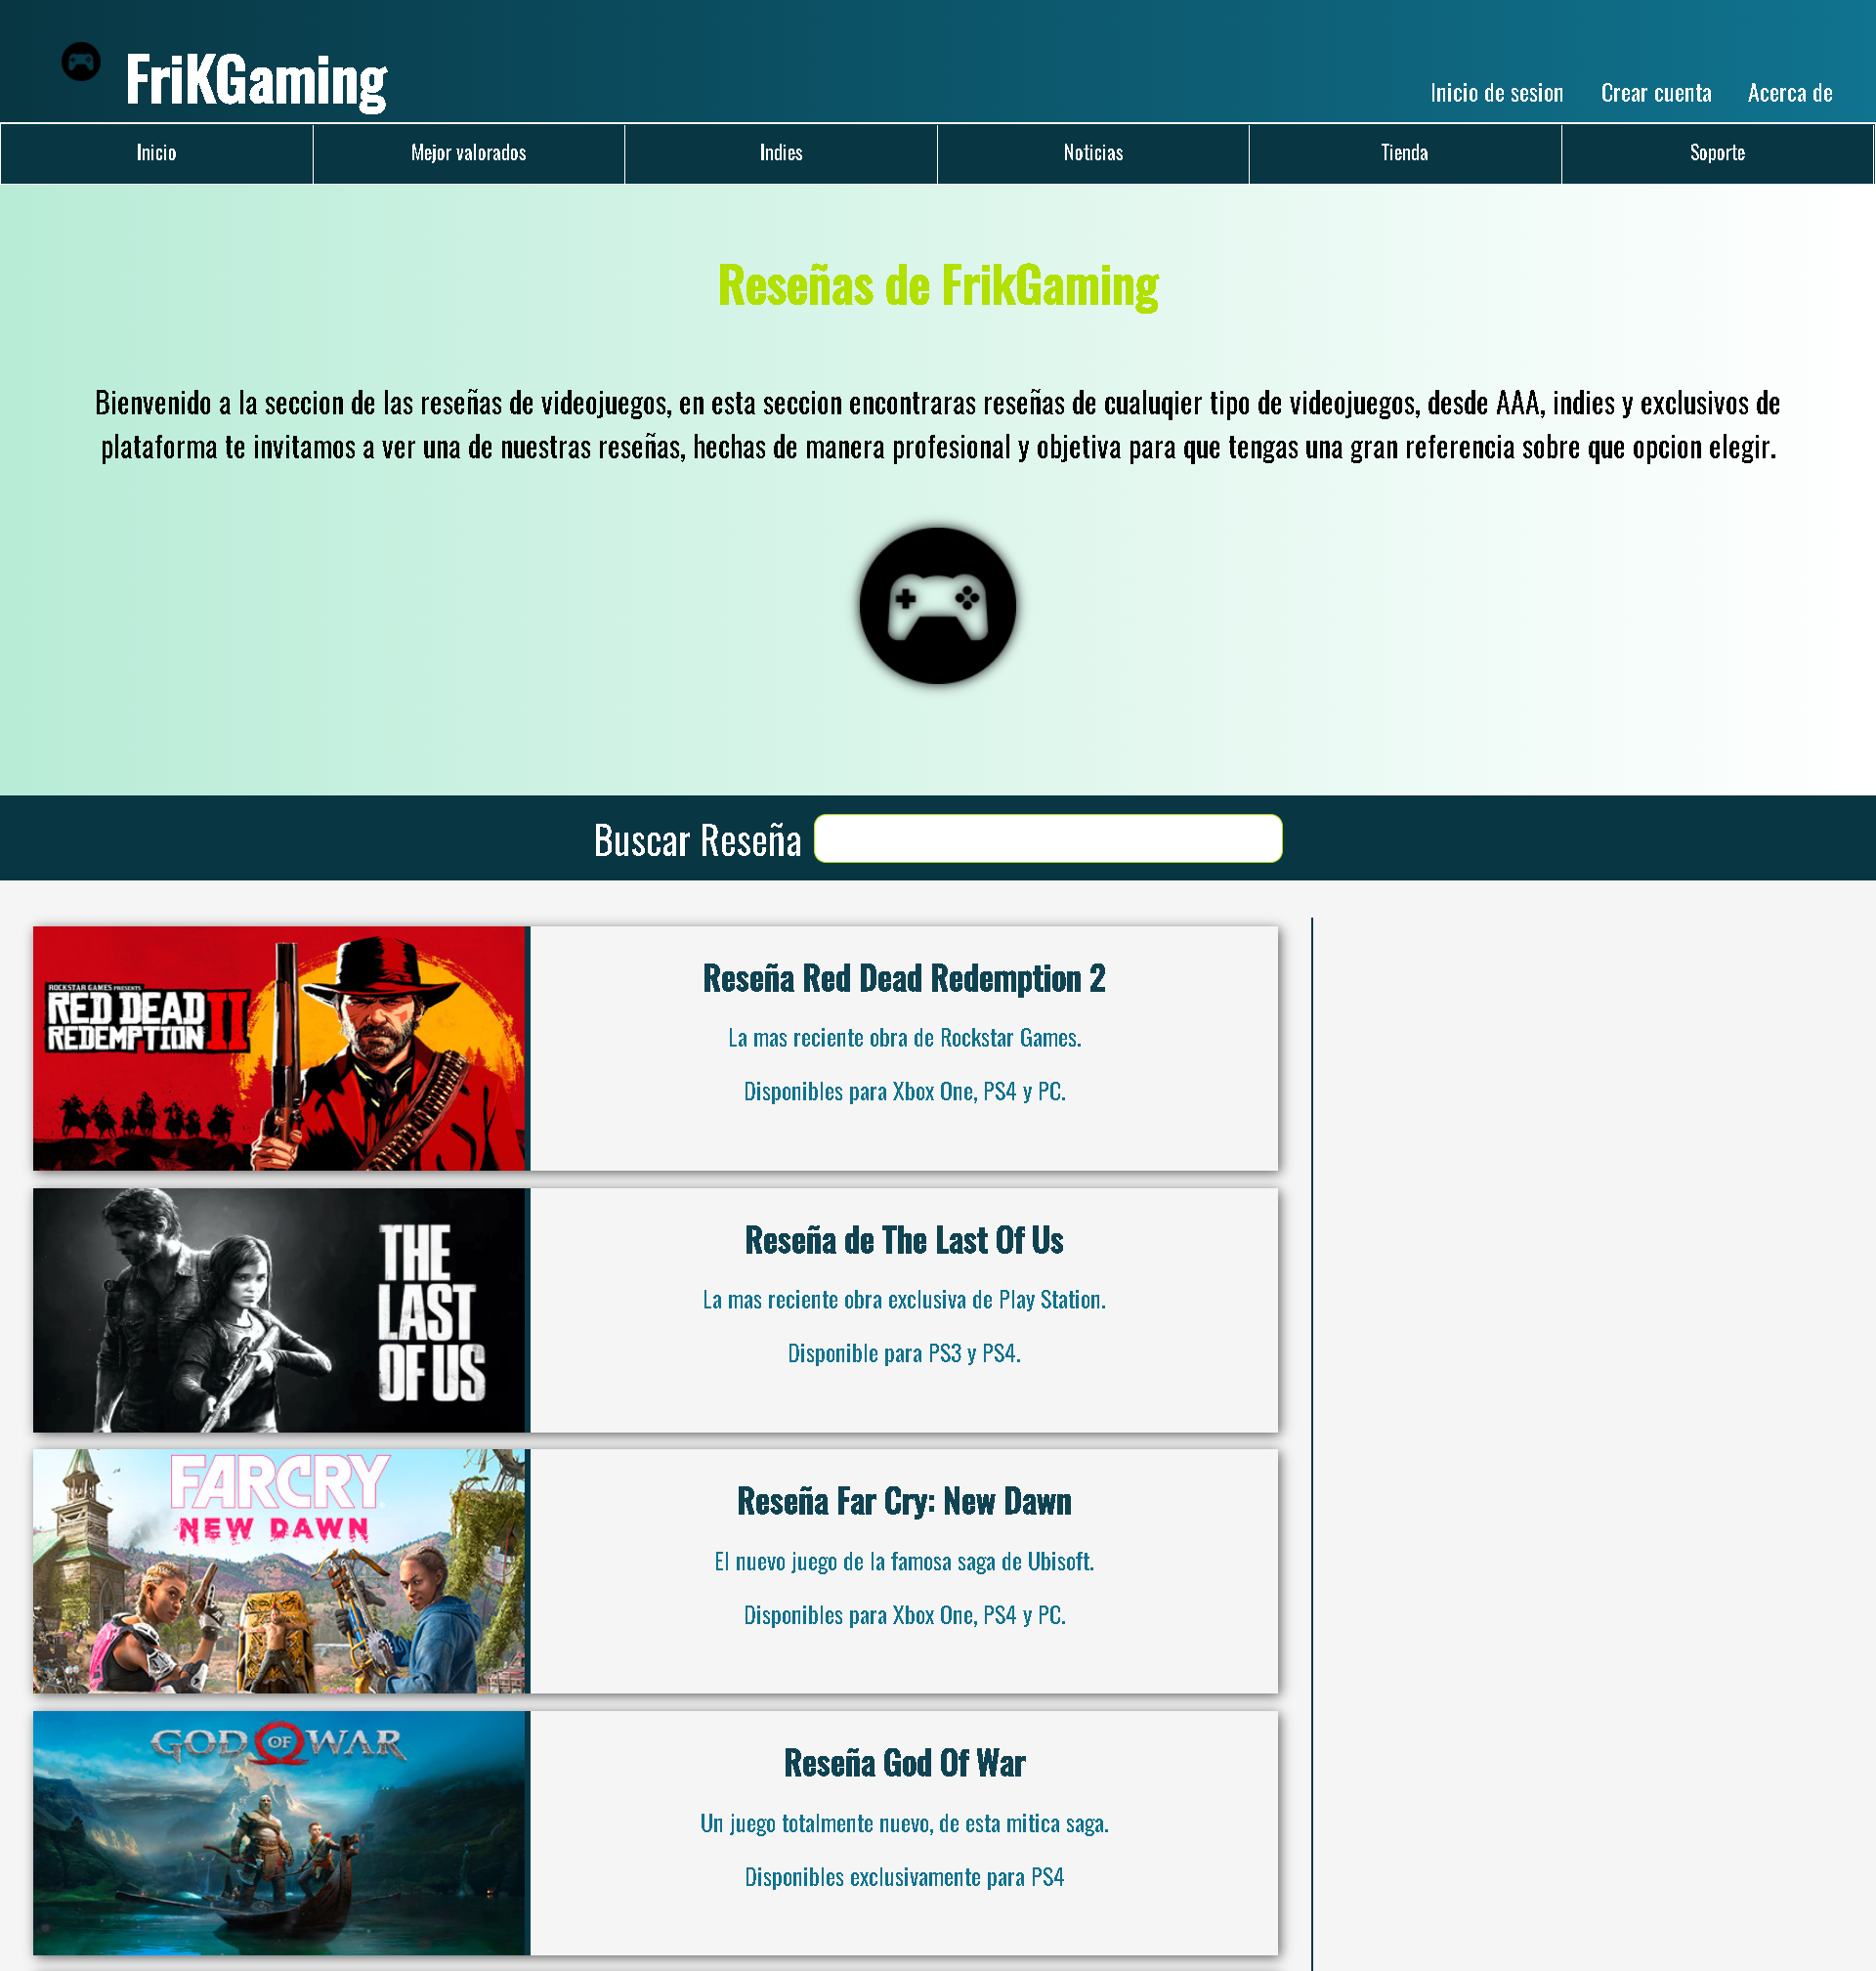 FriKGaming
Inicio de sesion
Crear cuenta
Acerca de
Inicio
Mejor valorados
Indies
Noticias
Tienda
Soporte
Reseñas de FrikGaming
Bienvenido a la seccion de las reseñas de videojuegos, en esta seccion encontraras reseñas de cualuqier tipo de videojuegos, desde AAA, indies y exclusivos de
plataforma te invitamos a ver una de nuestras reseñas, hechas de manera profesional y objetiva para que tengas una gran referencia sobre que opcion elegir.
Buscar Reseña
ROCKSTAR GAMES PRESENTS
RED DEAD
REDEMPTION II
Reseña Red Dead Redemption 2
La mas reciente obra de Rockstar Games.
Disponibles para Xbox One, PS4 y PC.
THE
LAST
OF US
Reseña de The Last Of Us
La mas reciente obra exclusiva de Play Station.
Disponible para PS3 y PS4.
FARCRY
NEW DAWN
Reseña Far Cry: New Dawn
El nuevo juego de la famosa saga de Ubisoft.
Disponibles para Xbox One, PS4 y PC.
GOD OF WAR
Reseña God Of War
Un juego totalmente nuevo, de esta mitica saga.
Disponibles exclusivamente para PS4